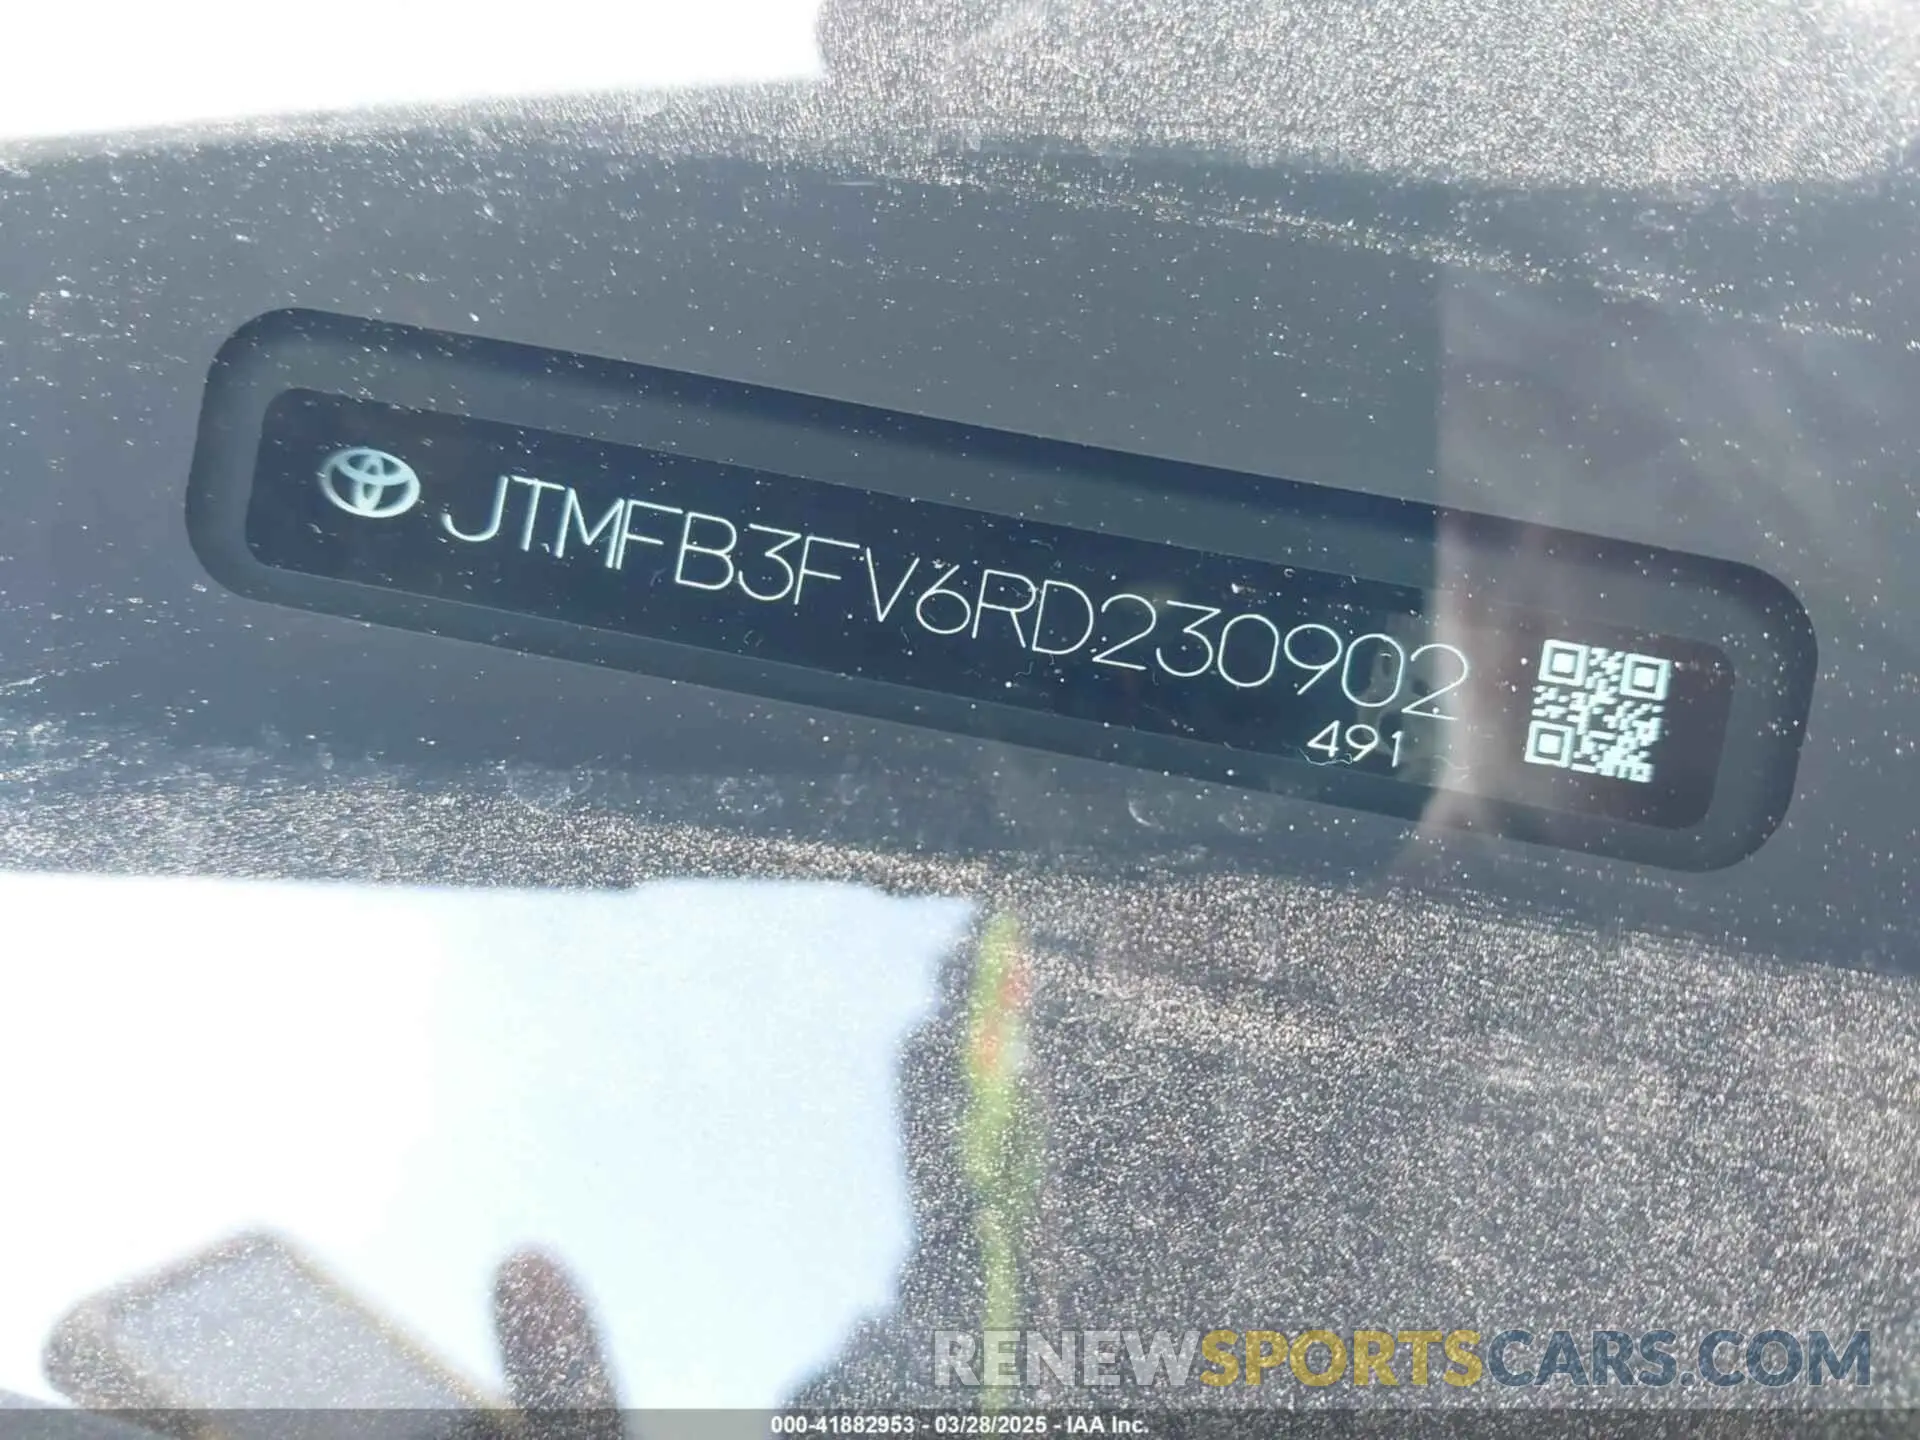 JTMFB3FV6RD230902
491
RENEWSPORTSCARS.COM
000-41882953 - 03/28/2025 - IAA Inc.